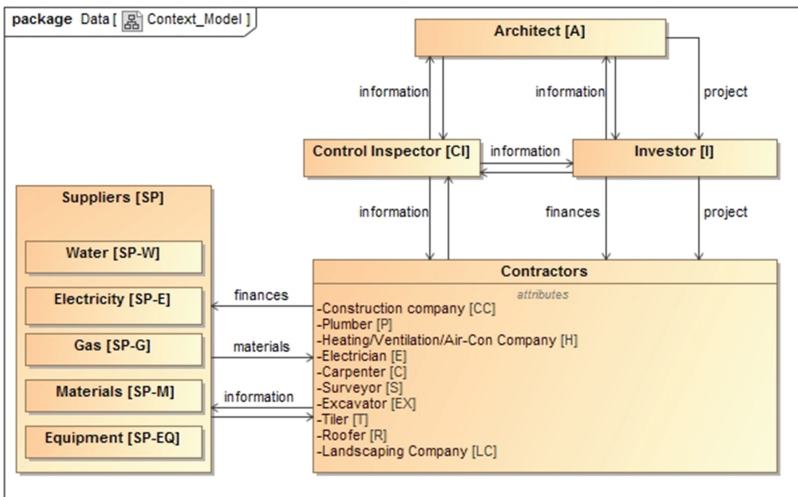 package Data [ Context_Model ]
Architect [A]
information
information
project
Control Inspector [CI]
information
Investor [I]
information
finances
project
Suppliers [SP]
Water [SP-W]
Electricity [SP-E]
Gas [SP-G]
Materials [SP-M]
Equipment [SP-EQ]
finances
materials
information
Contractors
attributes
-Construction company [CC]
-Plumber [P]
-Heating/Ventilation/Air-Con Company [H]
-Electrician [E]
-Carpenter [C]
-Surveyor [S]
-Excavator [EX]
-Tiler [T]
-Roofer [R]
-Landscaping Company [LC]